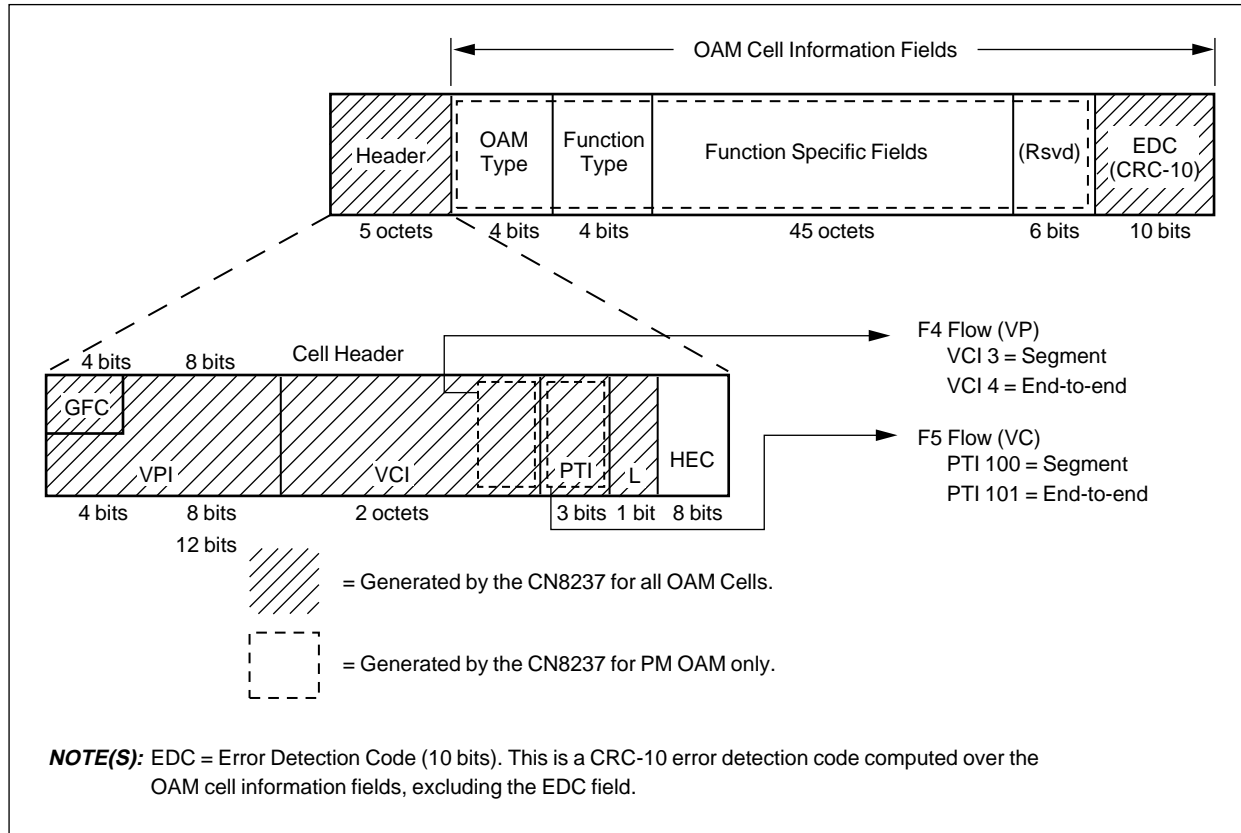 OAM Cell Information Fields
Header
OAM Type
Function Type
Function Specific Fields
(Rsvd)
EDC (CRC-10)
5 octets
4 bits
4 bits
45 octets
6 bits
10 bits
4 bits
8 bits
Cell Header
F4 Flow (VP)
VCI 3 = Segment
VCI 4 = End-to-end
GFC
VPI
VCI
PTI
L
HEC
F5 Flow (VC)
PTI 100 = Segment
PTI 101 = End-to-end
4 bits
8 bits
2 octets
3 bits
1 bit
8 bits
12 bits
= Generated by the CN8237 for all OAM Cells.
= Generated by the CN8237 for PM OAM only.
NOTE(S): EDC = Error Detection Code (10 bits). This is a CRC-10 error detection code computed over the
OAM cell information fields, excluding the EDC field.